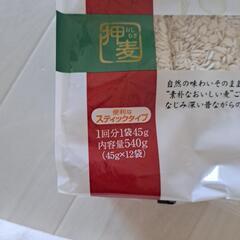 おしむぎ
押麦
便利な
スティックタイプ
1回分1袋45g
内容量540g
(45g×12袋)
自然の味わいそのまま
"素朴なおいしい麦"ご
なじみ深い昔ながらの